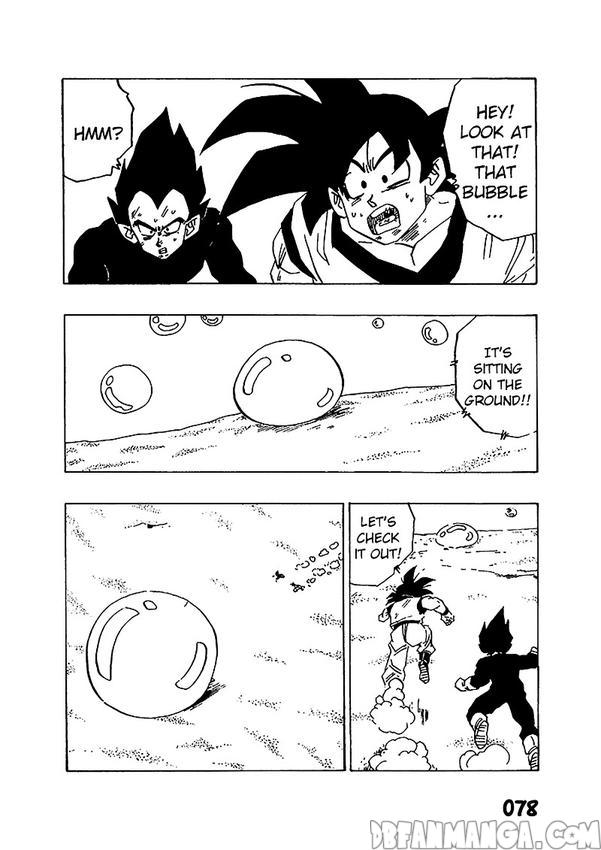 HEY!
LOOK AT
THAT!
THAT
BUBBLE
...
HMM?
IT'S
SITTING
ON THE
GROUND!!
LET'S
CHECK
IT OUT!
078
DBFANMANGA.COM